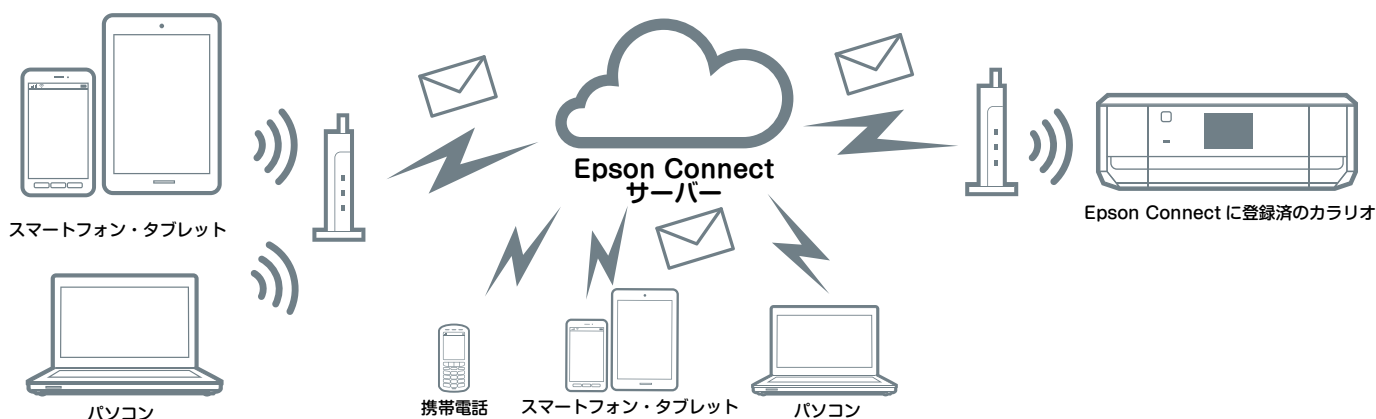 Epson Connect
サーバー
スマートフォン・タブレット
Epson Connect に登録済のカラリオ
パソコン
携帯電話
スマートフォン・タブレット
パソコン